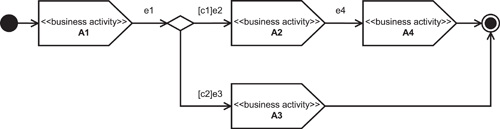 e1
[c1]e2
e4
<<business activity>>
A1
<<business activity>>
A2
<<business activity>>
A4
[c2]e3
<<business activity>>
A3